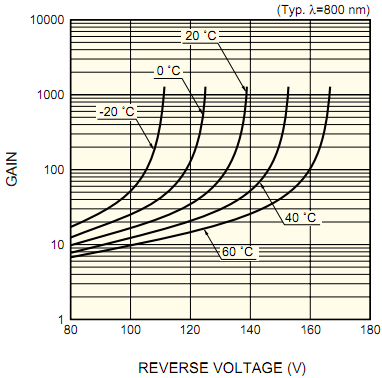 (Typ. λ=800 nm)
10000
1000
100
10
1
GAIN
20 ˚C
0 ˚C
-20 ˚C
40 ˚C
60 ˚C
80 100 120 140 160 180
REVERSE VOLTAGE (V)